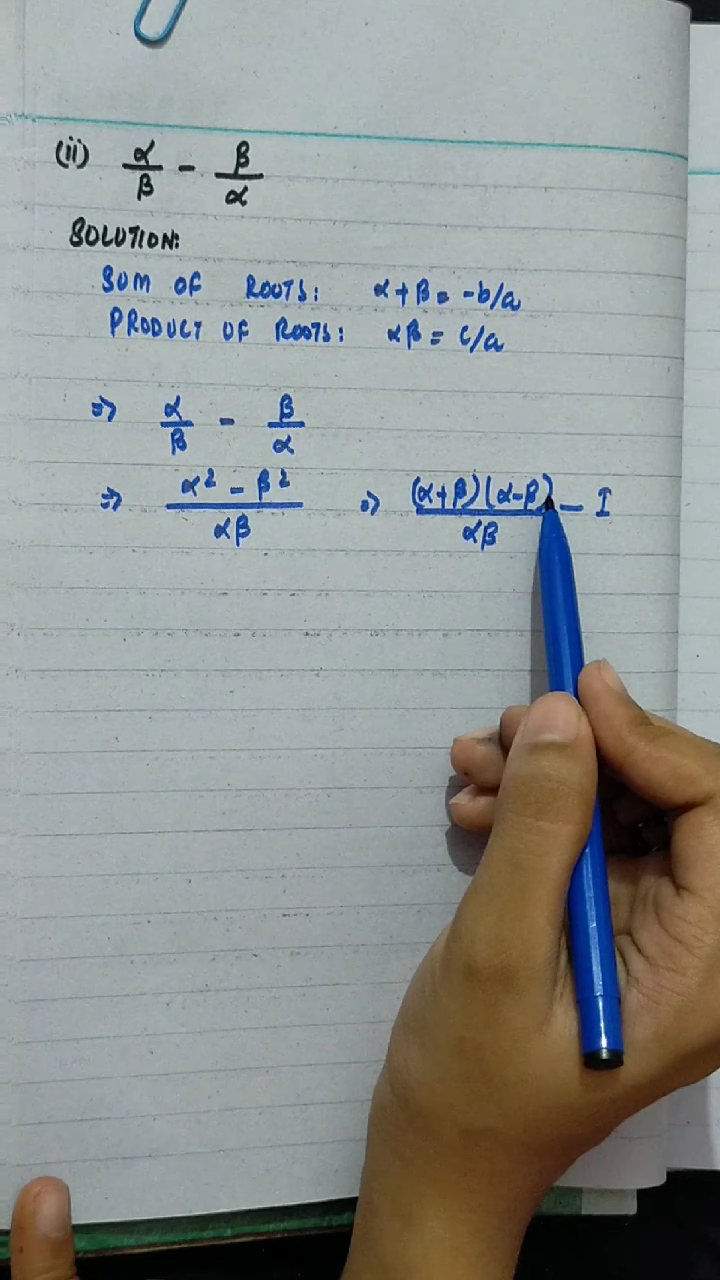 (ii) α/β - β/α
SOLUTION:
SUM OF ROOTS: α+β = -b/a
PRODUCT OF ROOTS: αβ = c/a
⇒ α/β - β/α
⇒ (α² - β²)/αβ ⇒ (α+β)(α-β)/αβ — I